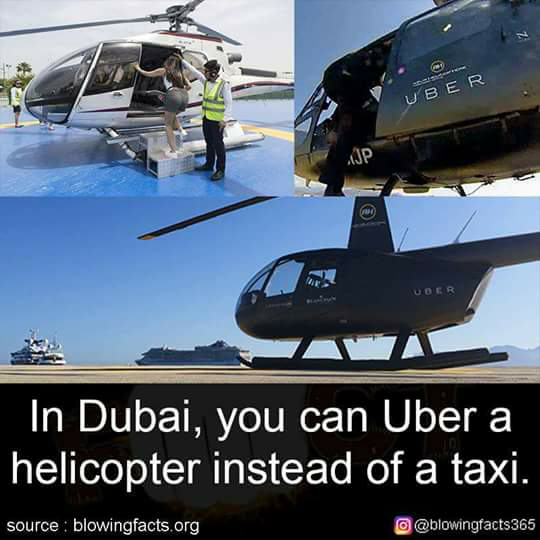 UBER
UBER
In Dubai, you can Uber a
helicopter instead of a taxi.
source : blowingfacts.org
@blowingfacts365